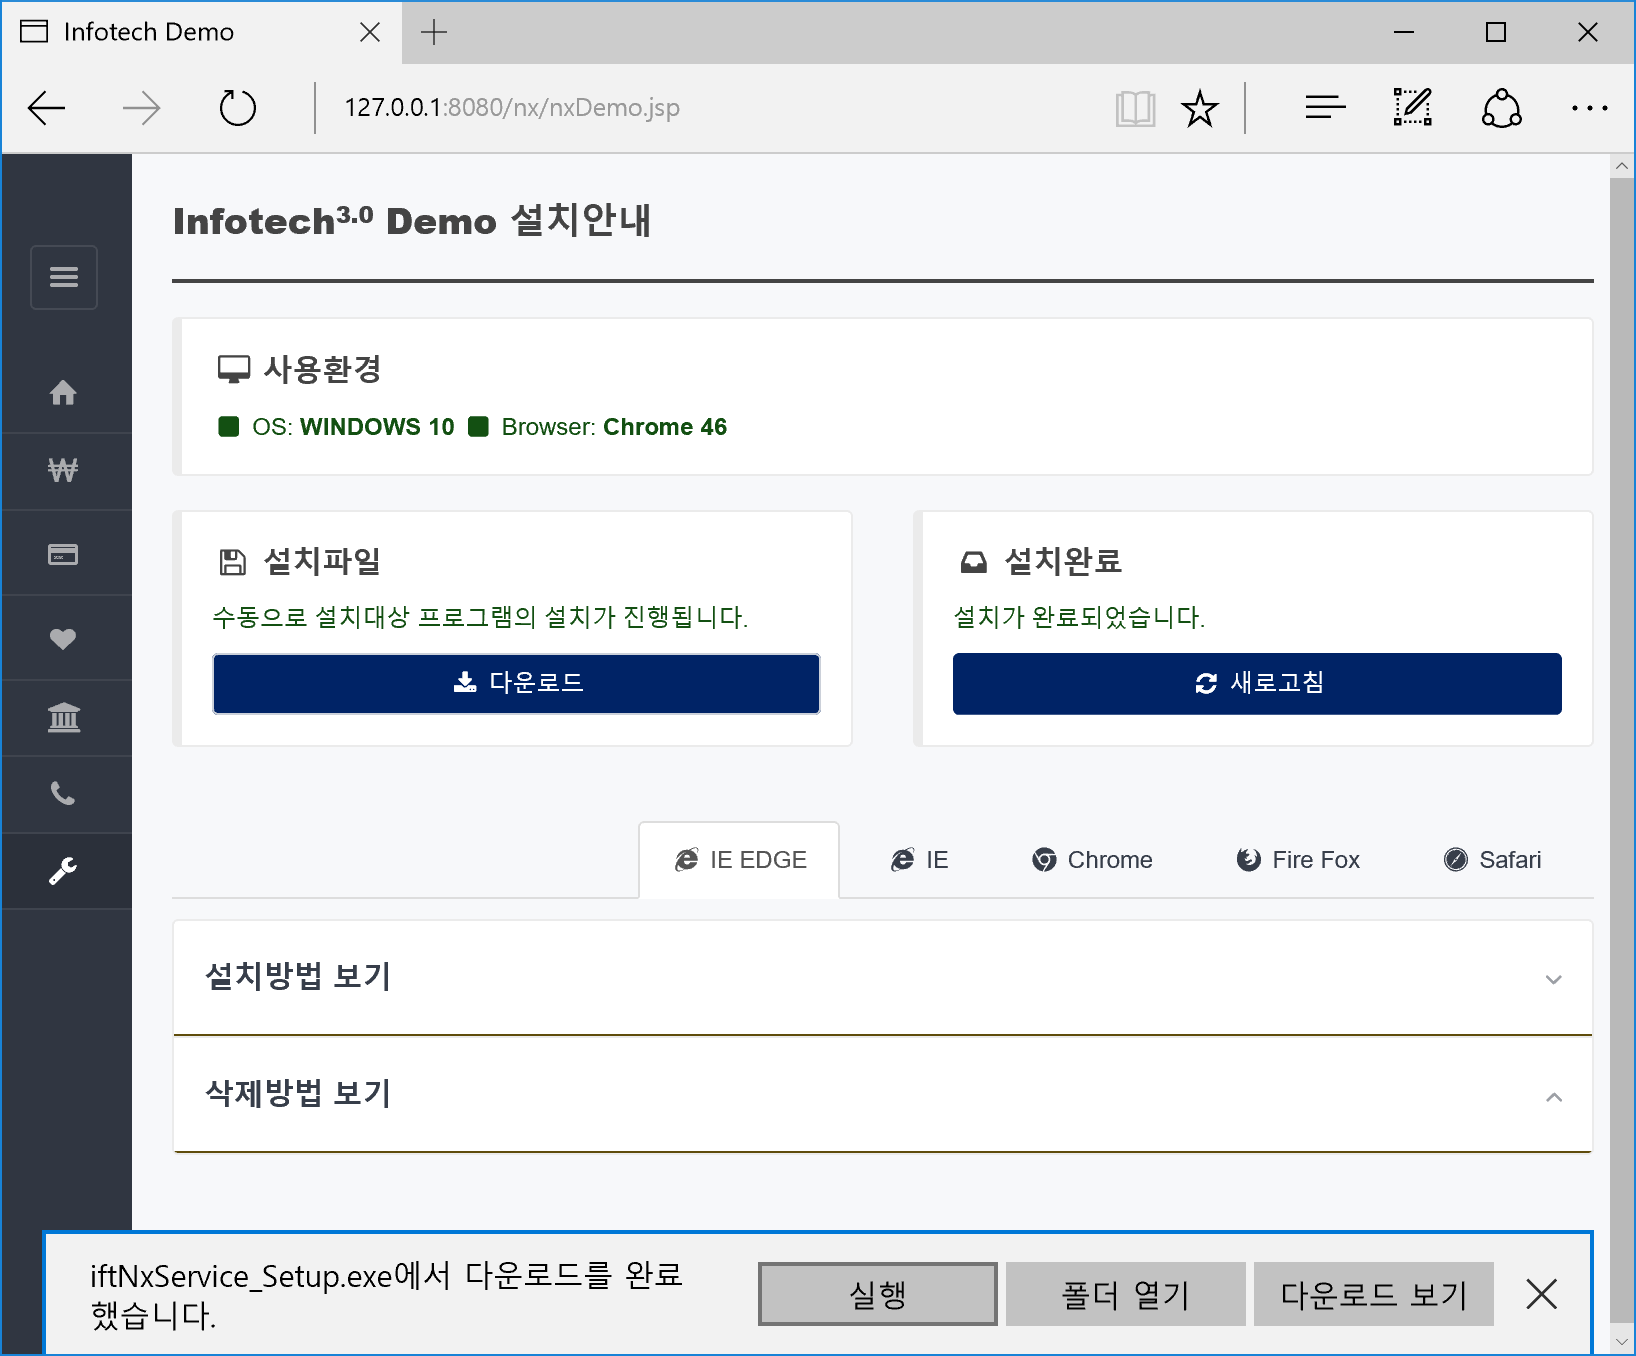 Infotech Demo
127.0.0.1:8080/nx/nxDemo.jsp
Infotech3.0 Demo 설치안내
사용환경
OS: WINDOWS 10 Browser: Chrome 46
설치파일
수동으로 설치대상 프로그램의 설치가 진행됩니다.
다운로드
설치완료
설치가 완료되었습니다.
새로고침
IE EDGE IE Chrome Fire Fox Safari
설치방법 보기
삭제방법 보기
iftNxService_Setup.exe에서 다운로드를 완료
했습니다.
실행 폴더 열기 다운로드 보기